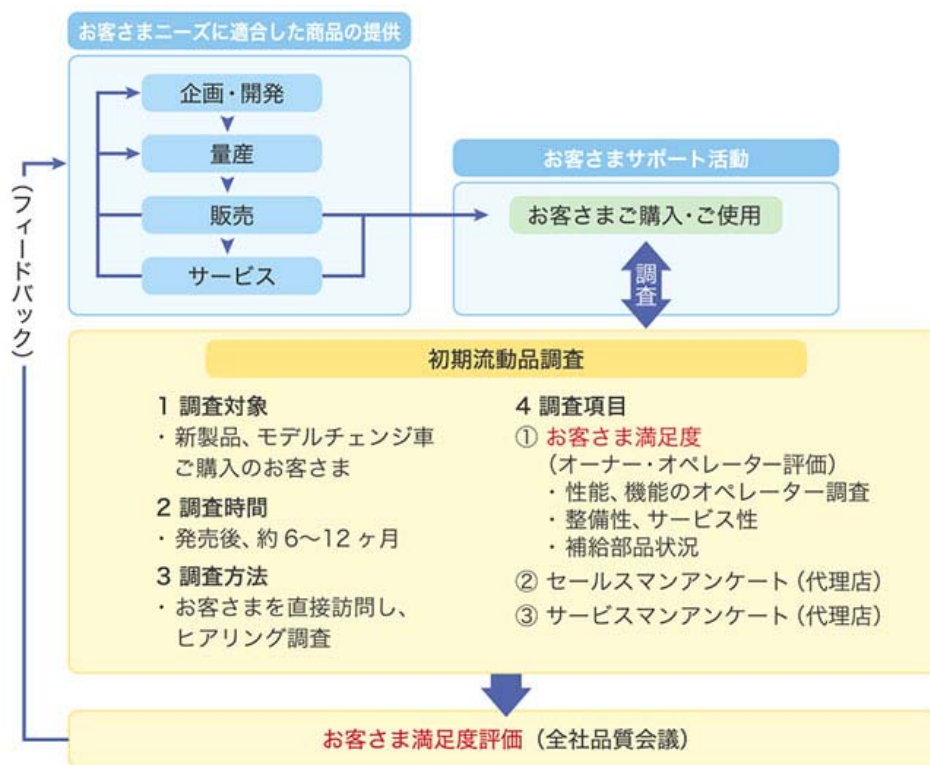 お客さまニーズに適合した商品の提供
企画・開発
量産
販売
サービス
お客さまサポート活動
お客さまご購入・ご使用
調査
(フィードバック)
初期流動品調査
1 調査対象
・新製品、モデルチェンジ車
ご購入のお客さま
2 調査時間
・発売後、約6〜12ヶ月
3 調査方法
・お客さまを直接訪問し、
ヒアリング調査
4 調査項目
① お客さま満足度
(オーナー・オペレーター評価)
・性能、機能のオペレーター調査
・整備性、サービス性
・補給部品状況
② セールスマンアンケート(代理店)
③ サービスマンアンケート(代理店)
お客さま満足度評価(全社品質会議)